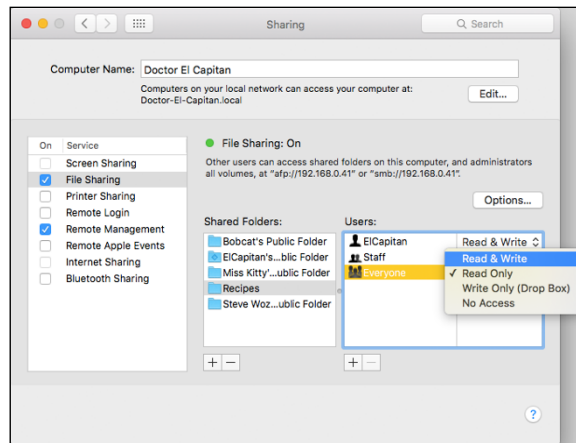 Sharing
Search
Computer Name: Doctor El Capitan
Computers on your local network can access your computer at:
Doctor-El-Capitan.local
Edit...
On Service
Screen Sharing
File Sharing
Printer Sharing
Remote Login
Remote Management
Remote Apple Events
Internet Sharing
Bluetooth Sharing
File Sharing: On
Other users can access shared folders on this computer, and administrators
all volumes, at “afp://192.168.0.41” or “smb://192.168.0.41”.
Options...
Shared Folders:
Bobcat's Public Folder
ElCapitan's...blic Folder
Miss Kitty'...ublic Folder
Recipes
Steve Woz...ublic Folder
Users:
ElCapitan Read & Write
Staff
Everyone
Read & Write
✓ Read Only
Write Only (Drop Box)
No Access
+ −
+ −
?